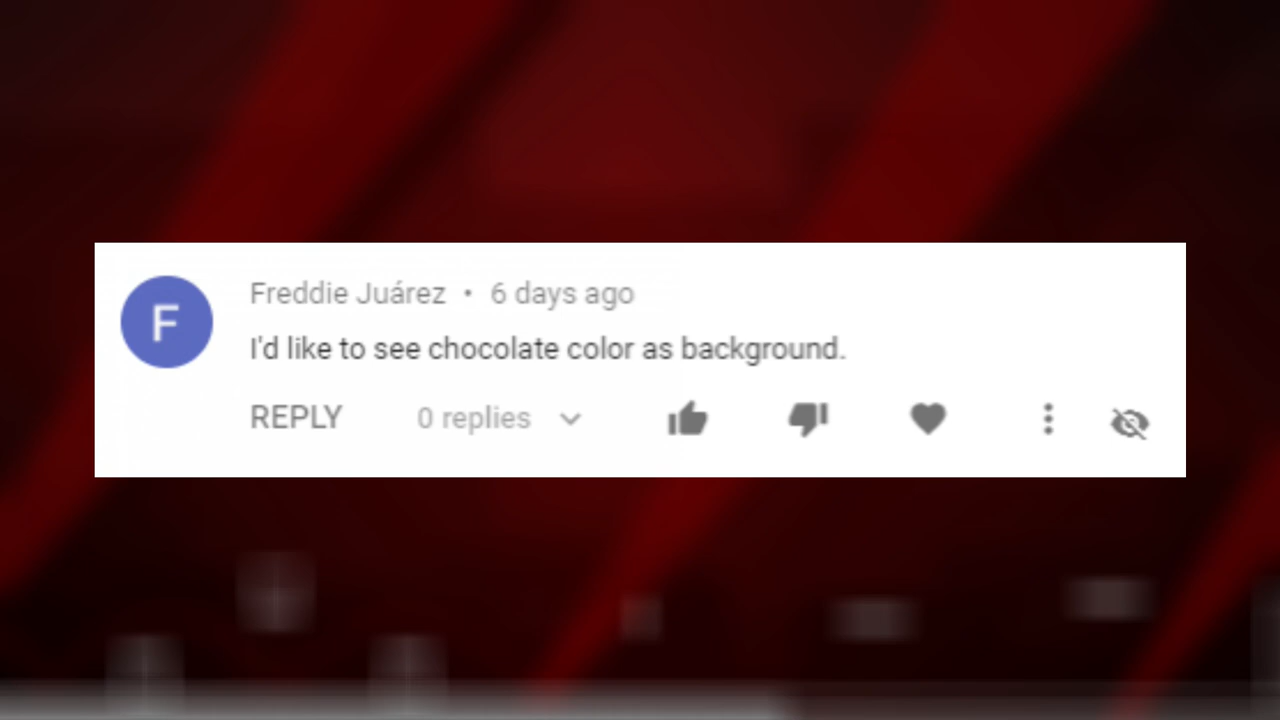 F
Freddie Juárez • 6 days ago
I'd like to see chocolate color as background.
REPLY 0 replies